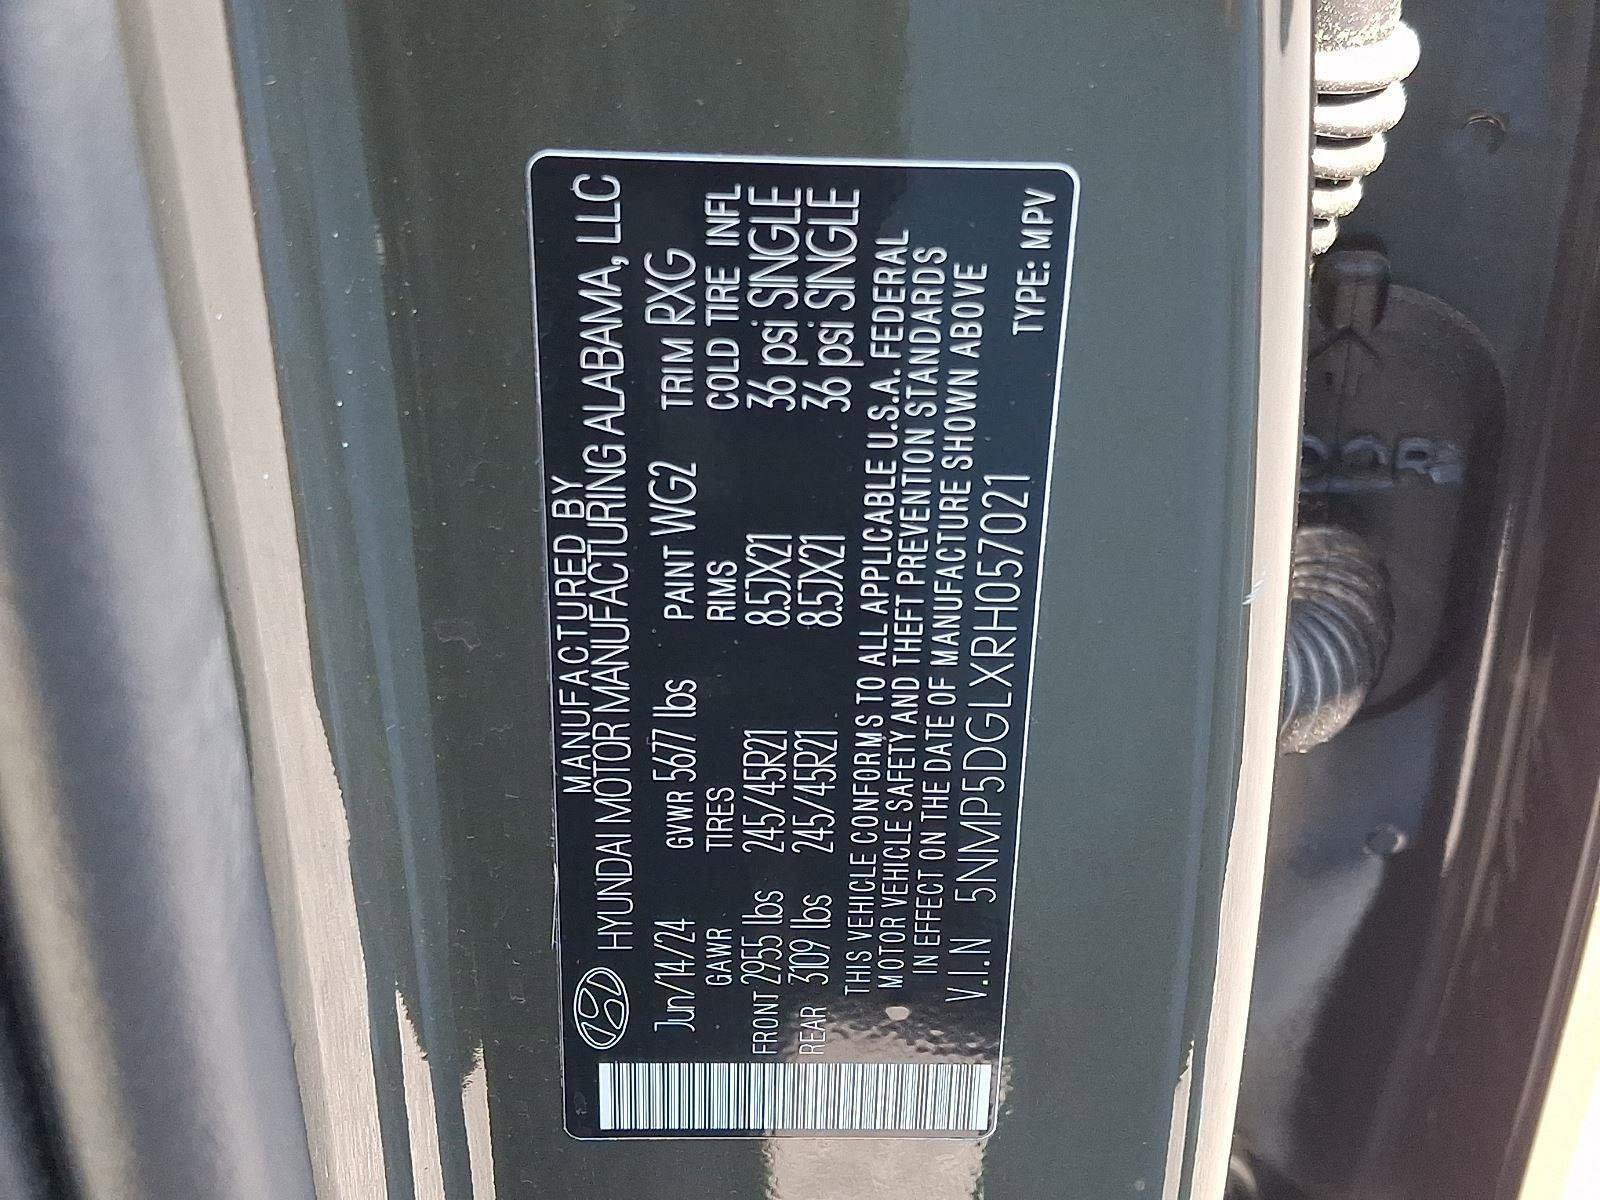 MANUFACTURED BY
HYUNDAI MOTOR MANUFACTURING ALABAMA, LLC
Jun/14/24 GVWR 5677 lbs PAINT WG2 TRIM RXG
GAWR TIRES RIMS COLD TIRE INFL
FRONT 2955 lbs 245/45R21 8.5JX21 36 psi SINGLE
REAR 3109 lbs 245/45R21 8.5JX21 36 psi SINGLE
THIS VEHICLE CONFORMS TO ALL APPLICABLE U.S.A. FEDERAL
MOTOR VEHICLE SAFETY AND THEFT PREVENTION STANDARDS
IN EFFECT ON THE DATE OF MANUFACTURE SHOWN ABOVE
V.I.N 5NMP5DGLXRH057021 TYPE: MPV